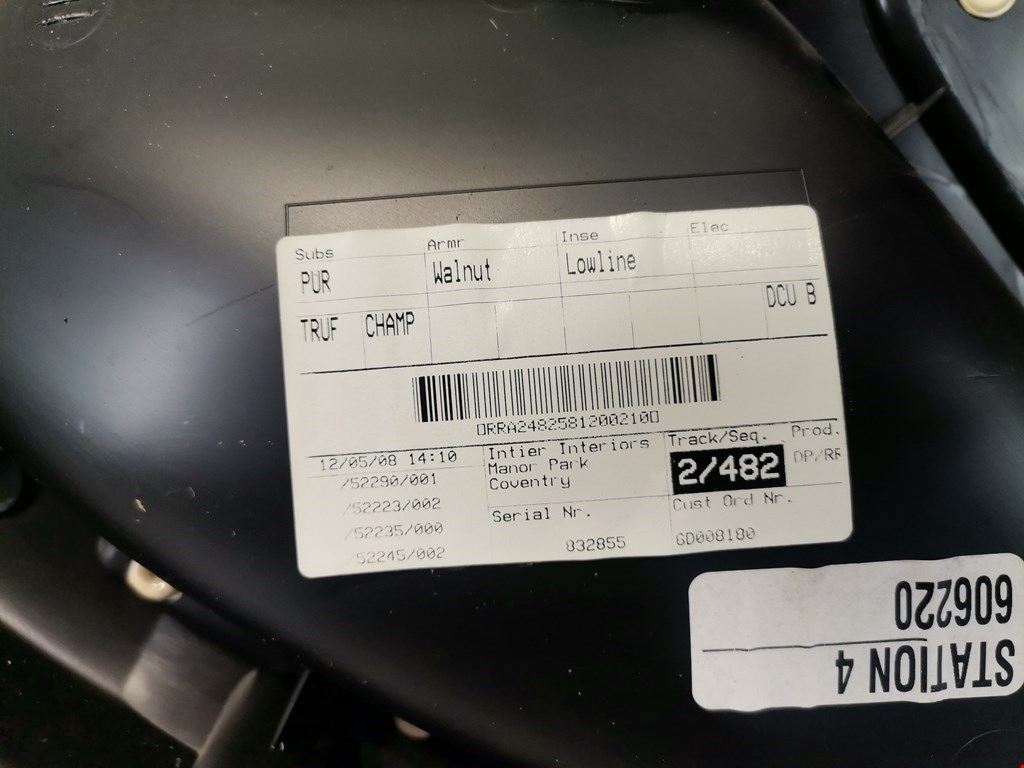 Subs Armr Inse Elec
PUR Walnut Lowline
TRUF CHAMP DCU B
▯RRA2482581200210▯
12/05/08 14:10
/52290/001
/52223/002
/52235/000
/52245/002
Intier Interiors
Manor Park
Coventry
Serial Nr.
832855
Track/Seq.
2/482
Cust Ord Nr.
6D008180
Prod.
DP/RR
STATION 4
606220